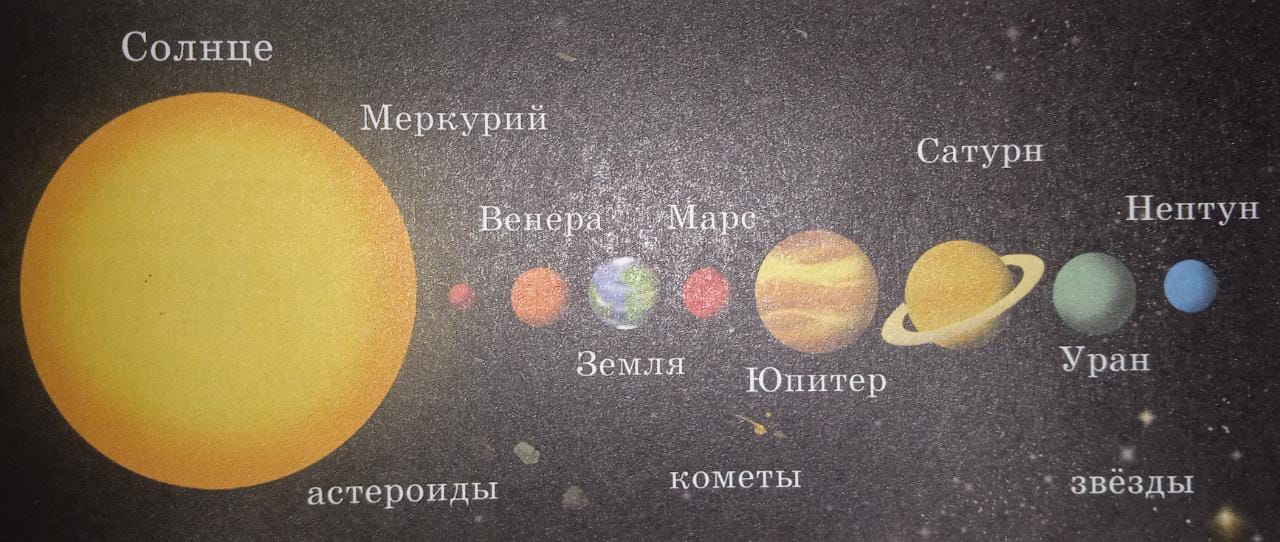 Солнце
Меркурий
Венера
Земля
Марс
Юпитер
Сатурн
Уран
Нептун
астероиды
кометы
звёзды